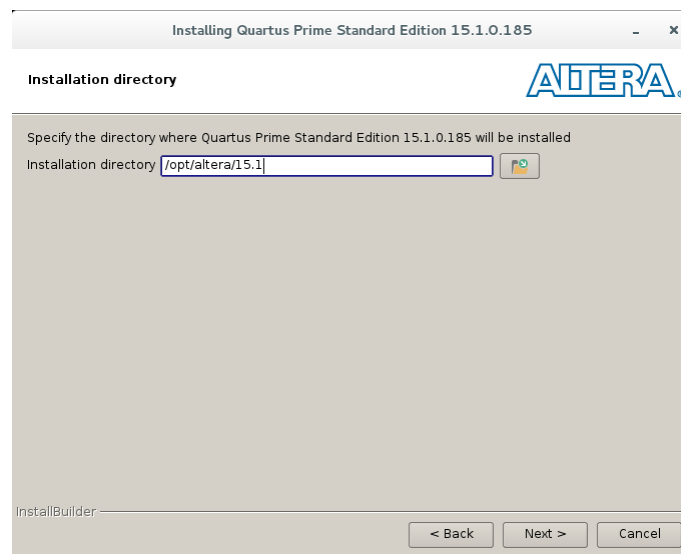 Installing Quartus Prime Standard Edition 15.1.0.185
Installation directory
ALTERA
Specify the directory where Quartus Prime Standard Edition 15.1.0.185 will be installed
Installation directory /opt/altera/15.1
InstallBuilder
< Back Next > Cancel